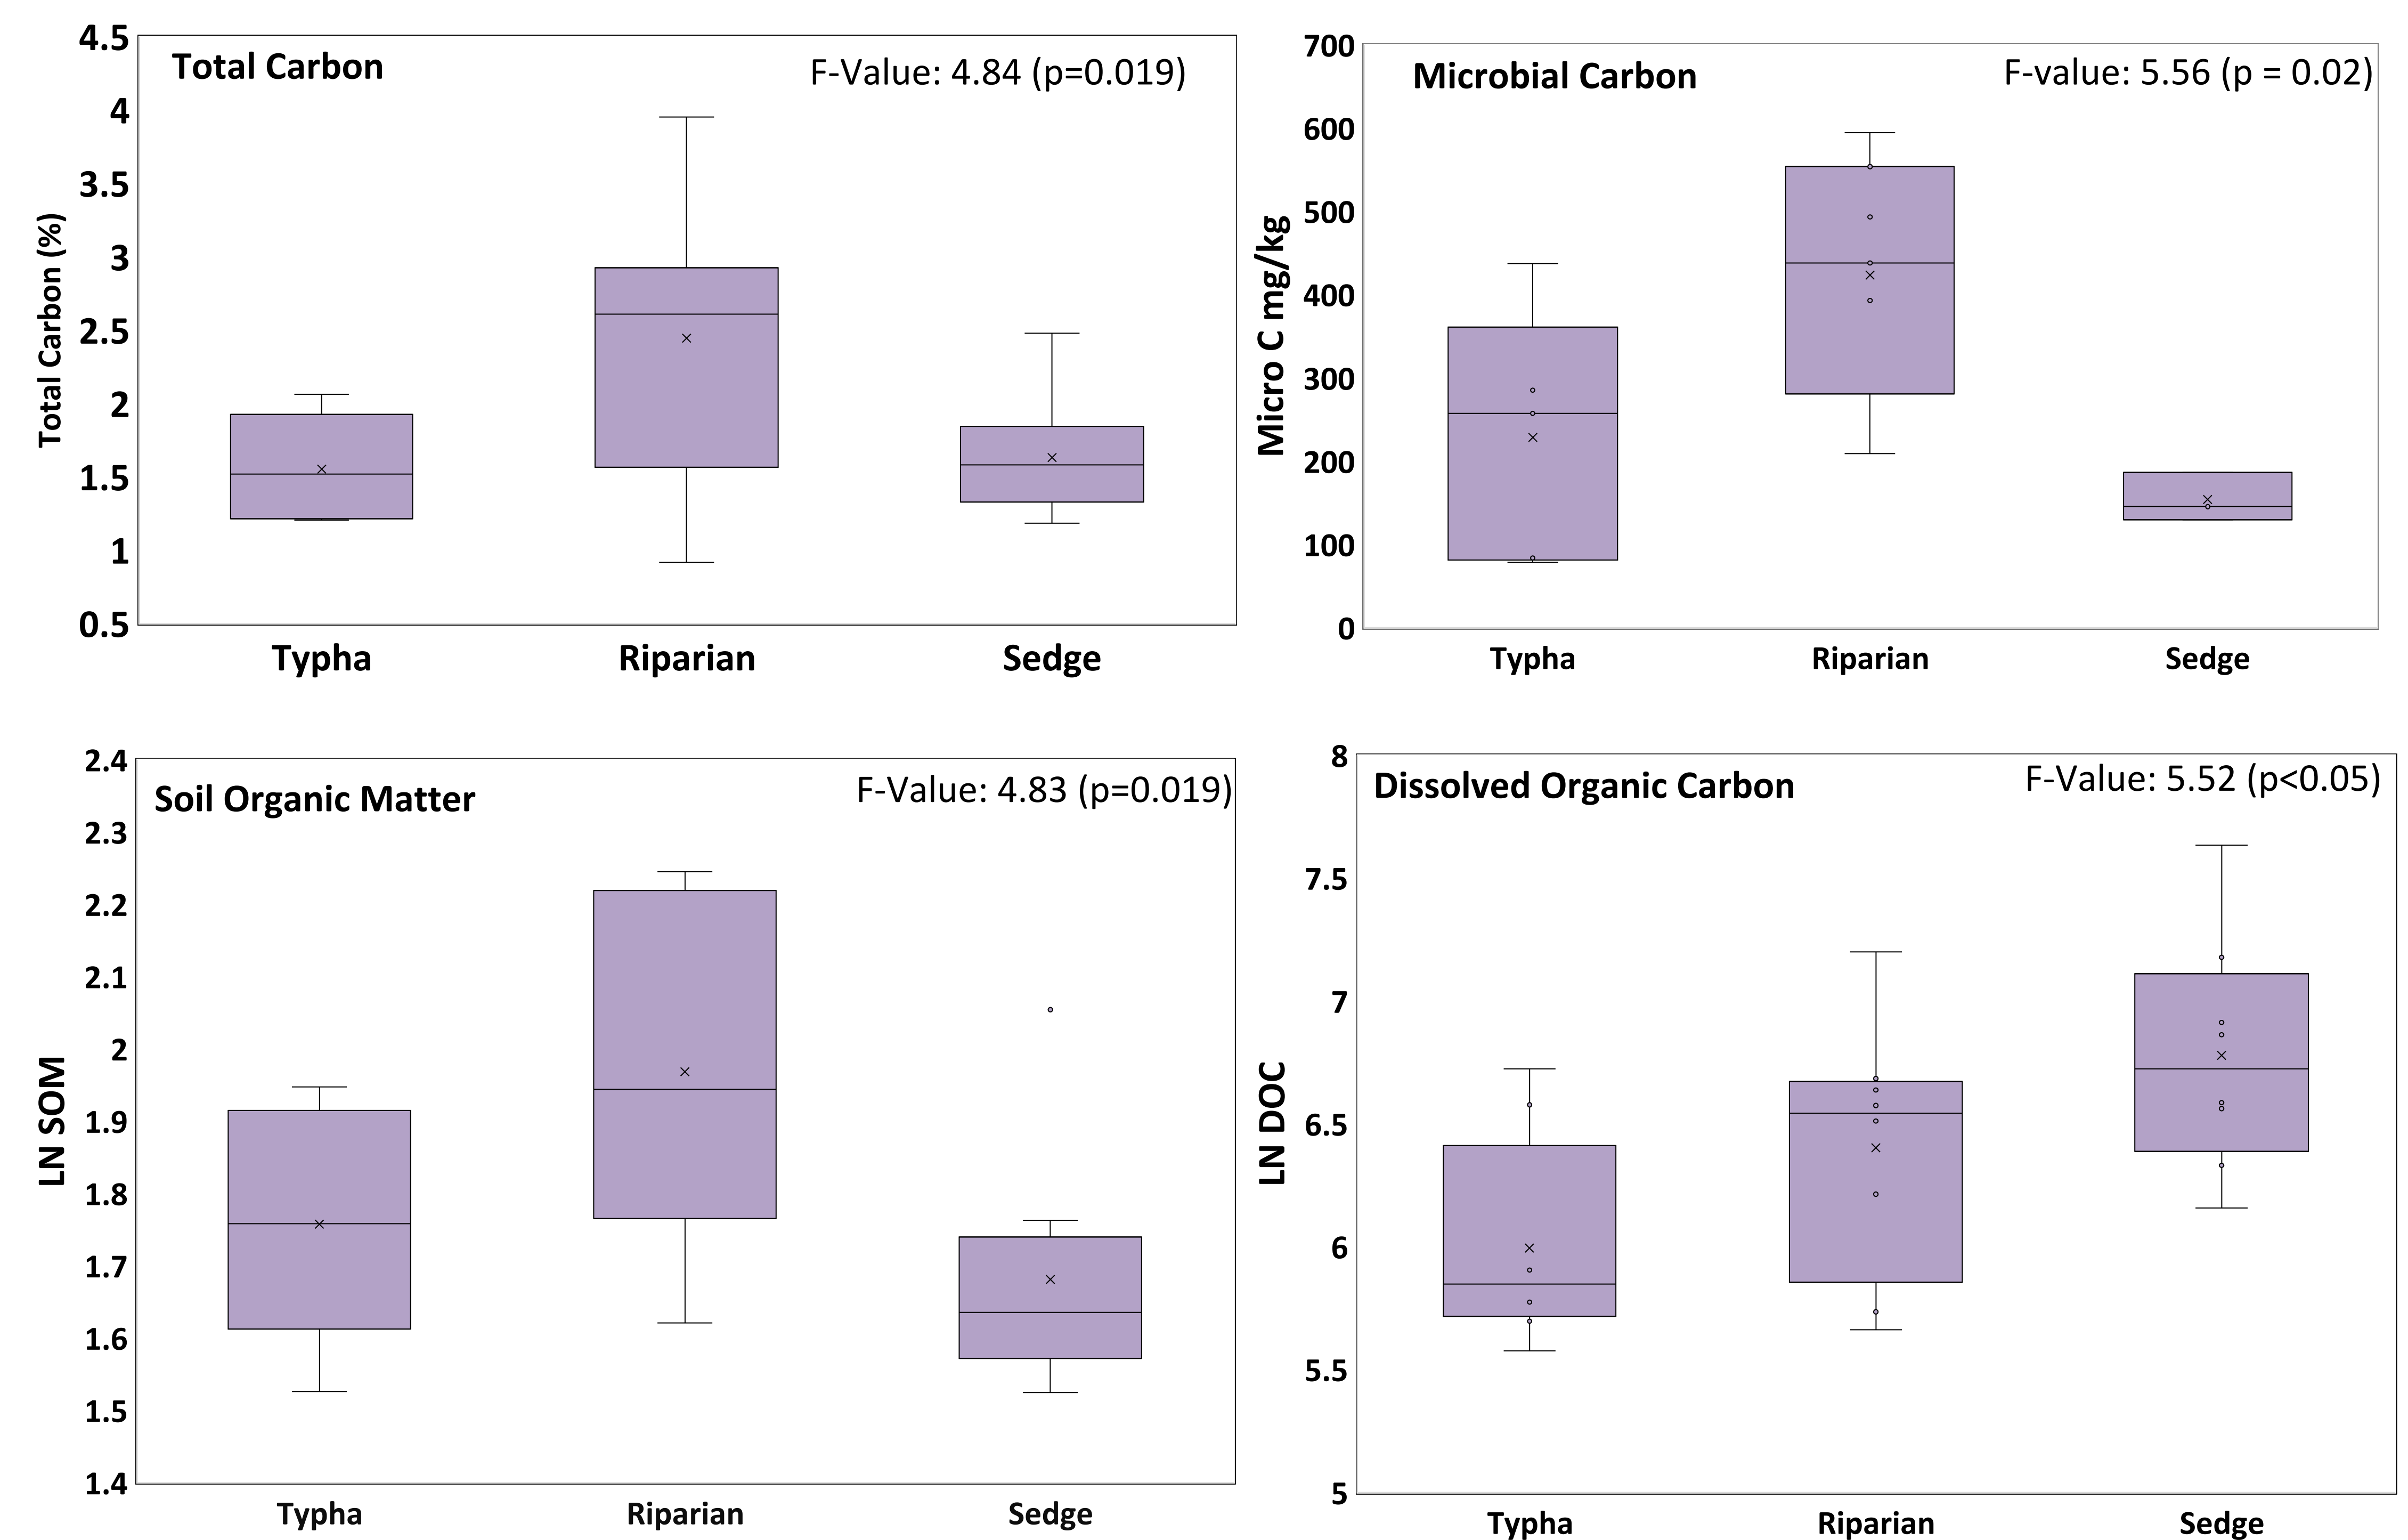 Total Carbon
F-Value: 4.84 (p=0.019)
Total Carbon (%)
4.5
4
3.5
3
2.5
2
1.5
1
0.5
Typha Riparian Sedge
Microbial Carbon
F-value: 5.56 (p = 0.02)
Micro C mg/kg
700
600
500
400
300
200
100
0
Typha Riparian Sedge
Soil Organic Matter
F-Value: 4.83 (p=0.019)
LN SOM
2.4
2.3
2.2
2.1
2
1.9
1.8
1.7
1.6
1.5
1.4
Typha Riparian Sedge
Dissolved Organic Carbon
F-Value: 5.52 (p<0.05)
LN DOC
8
7.5
7
6.5
6
5.5
5
Typha Riparian Sedge